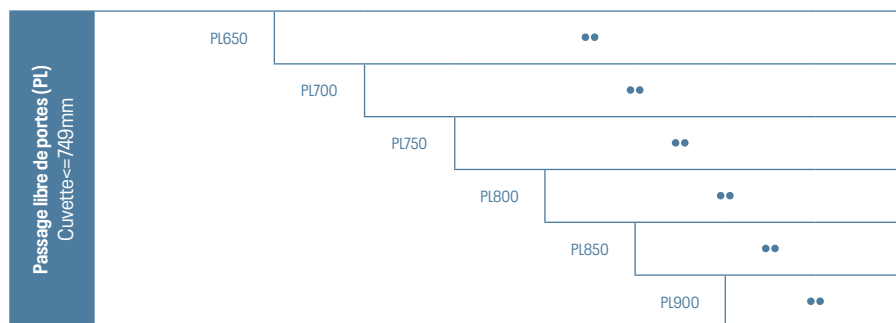 Passage libre de portes (PL)
Cuvette<=749mm
PL650 ●●
PL700 ●●
PL750 ●●
PL800 ●●
PL850 ●●
PL900 ●●